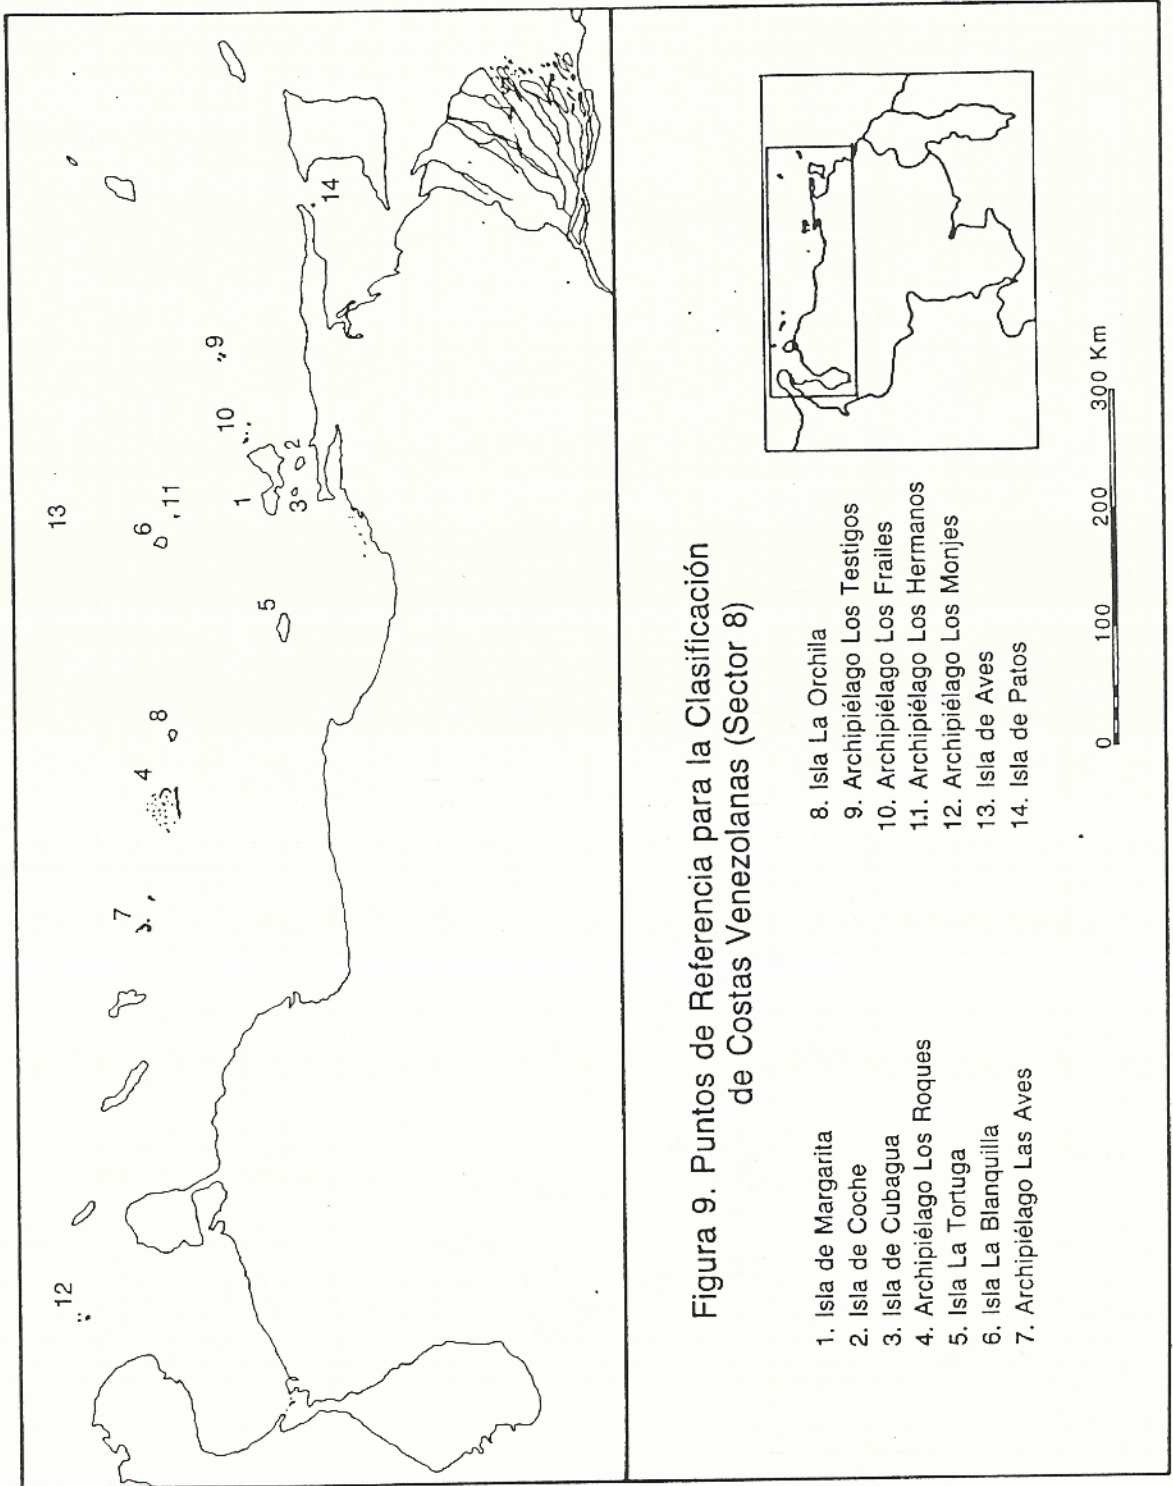 12
7
4
8
5
13
6
11
1
3
2
10
9
14
Figura 9. Puntos de Referencia para la Clasificación
de Costas Venezolanas (Sector 8)
1. Isla de Margarita
2. Isla de Coche
3. Isla de Cubagua
4. Archipiélago Los Roques
5. Isla La Tortuga
6. Isla La Blanquilla
7. Archipiélago Las Aves
8. Isla La Orchila
9. Archipiélago Los Testigos
10. Archipiélago Los Frailes
11. Archipiélago Los Hermanos
12. Archipiélago Los Monjes
13. Isla de Aves
14. Isla de Patos
0 100 200 300 Km